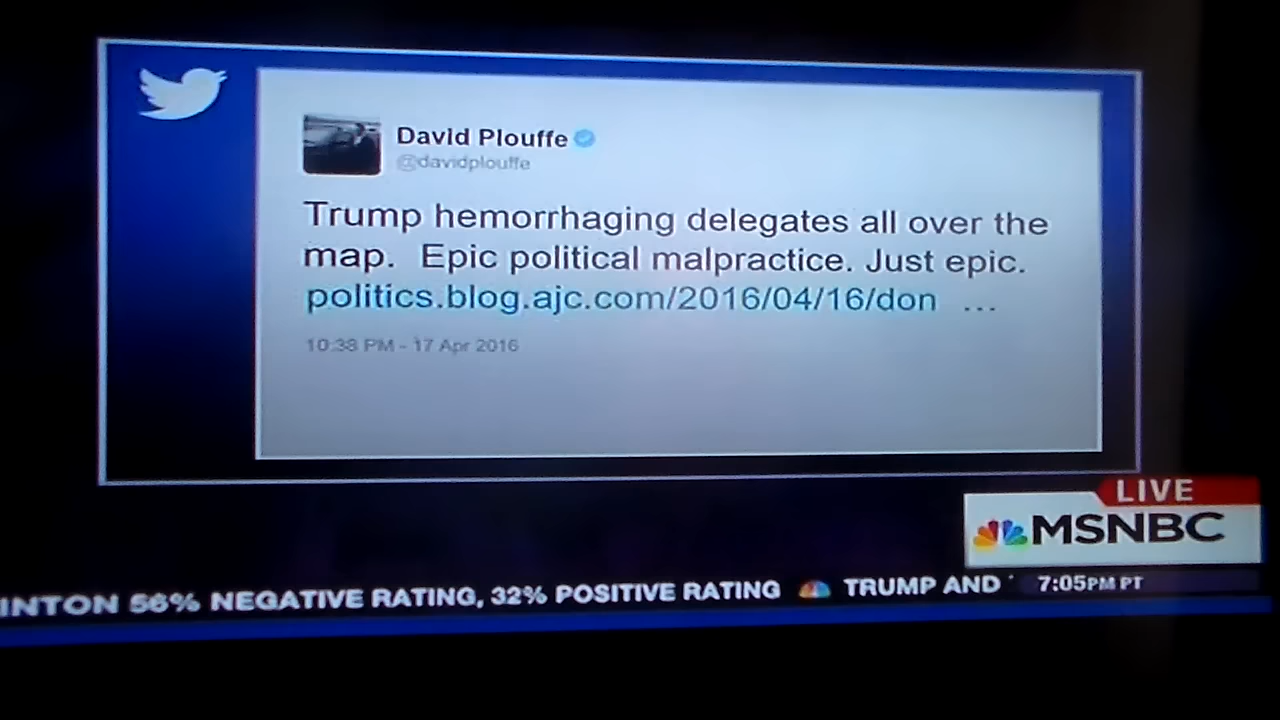 David Plouffe
@davidplouffe
Trump hemorrhaging delegates all over the
map. Epic political malpractice. Just epic.
politics.blog.ajc.com/2016/04/16/don ...
10:38 PM - 17 Apr 2016
LIVE
MSNBC
INTON 56% NEGATIVE RATING, 32% POSITIVE RATING TRUMP AND 7:05PM PT